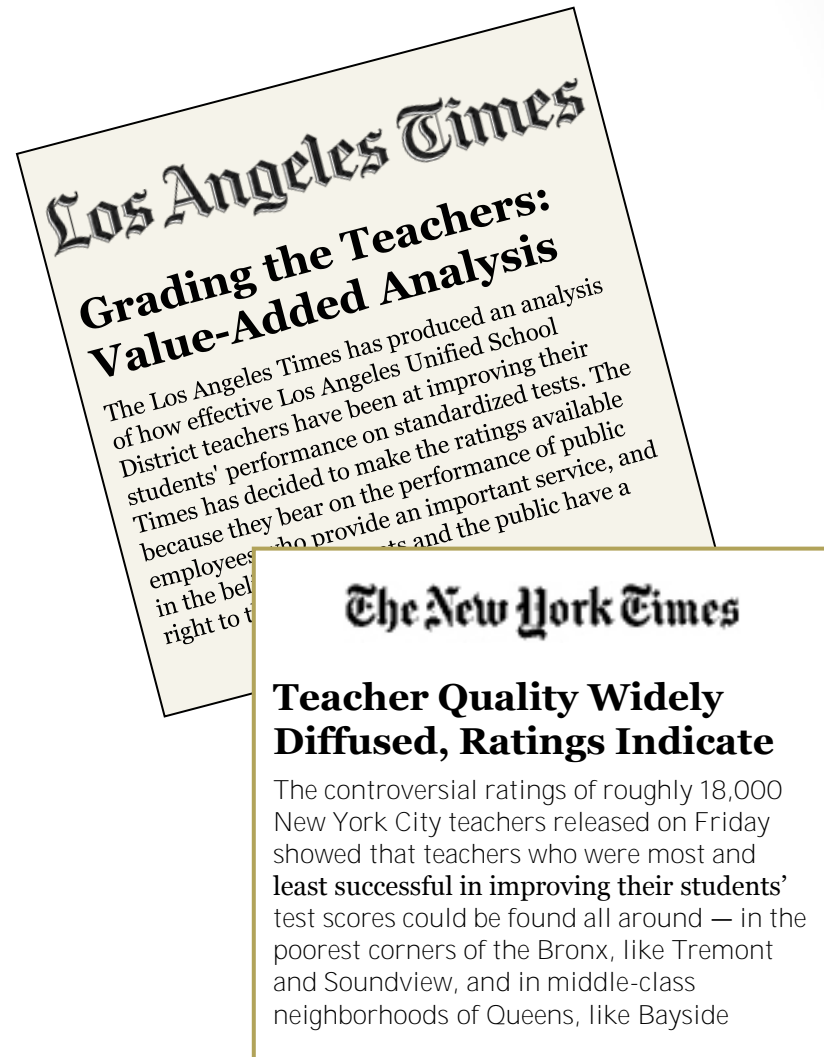 Los Angeles Times
Grading the Teachers:
Value-Added Analysis
The Los Angeles Times has produced an analysis
of how effective Los Angeles Unified School
District teachers have been at improving their
students' performance on standardized tests. The
Times has decided to make the ratings available
because they bear on the performance of public
employees who provide an important service, and
in the and the public have a
right to
The New York Times
Teacher Quality Widely
Diffused, Ratings Indicate
The controversial ratings of roughly 18,000
New York City teachers released on Friday
showed that teachers who were most and
least successful in improving their students’
test scores could be found all around — in the
poorest corners of the Bronx, like Tremont
and Soundview, and in middle-class
neighborhoods of Queens, like Bayside